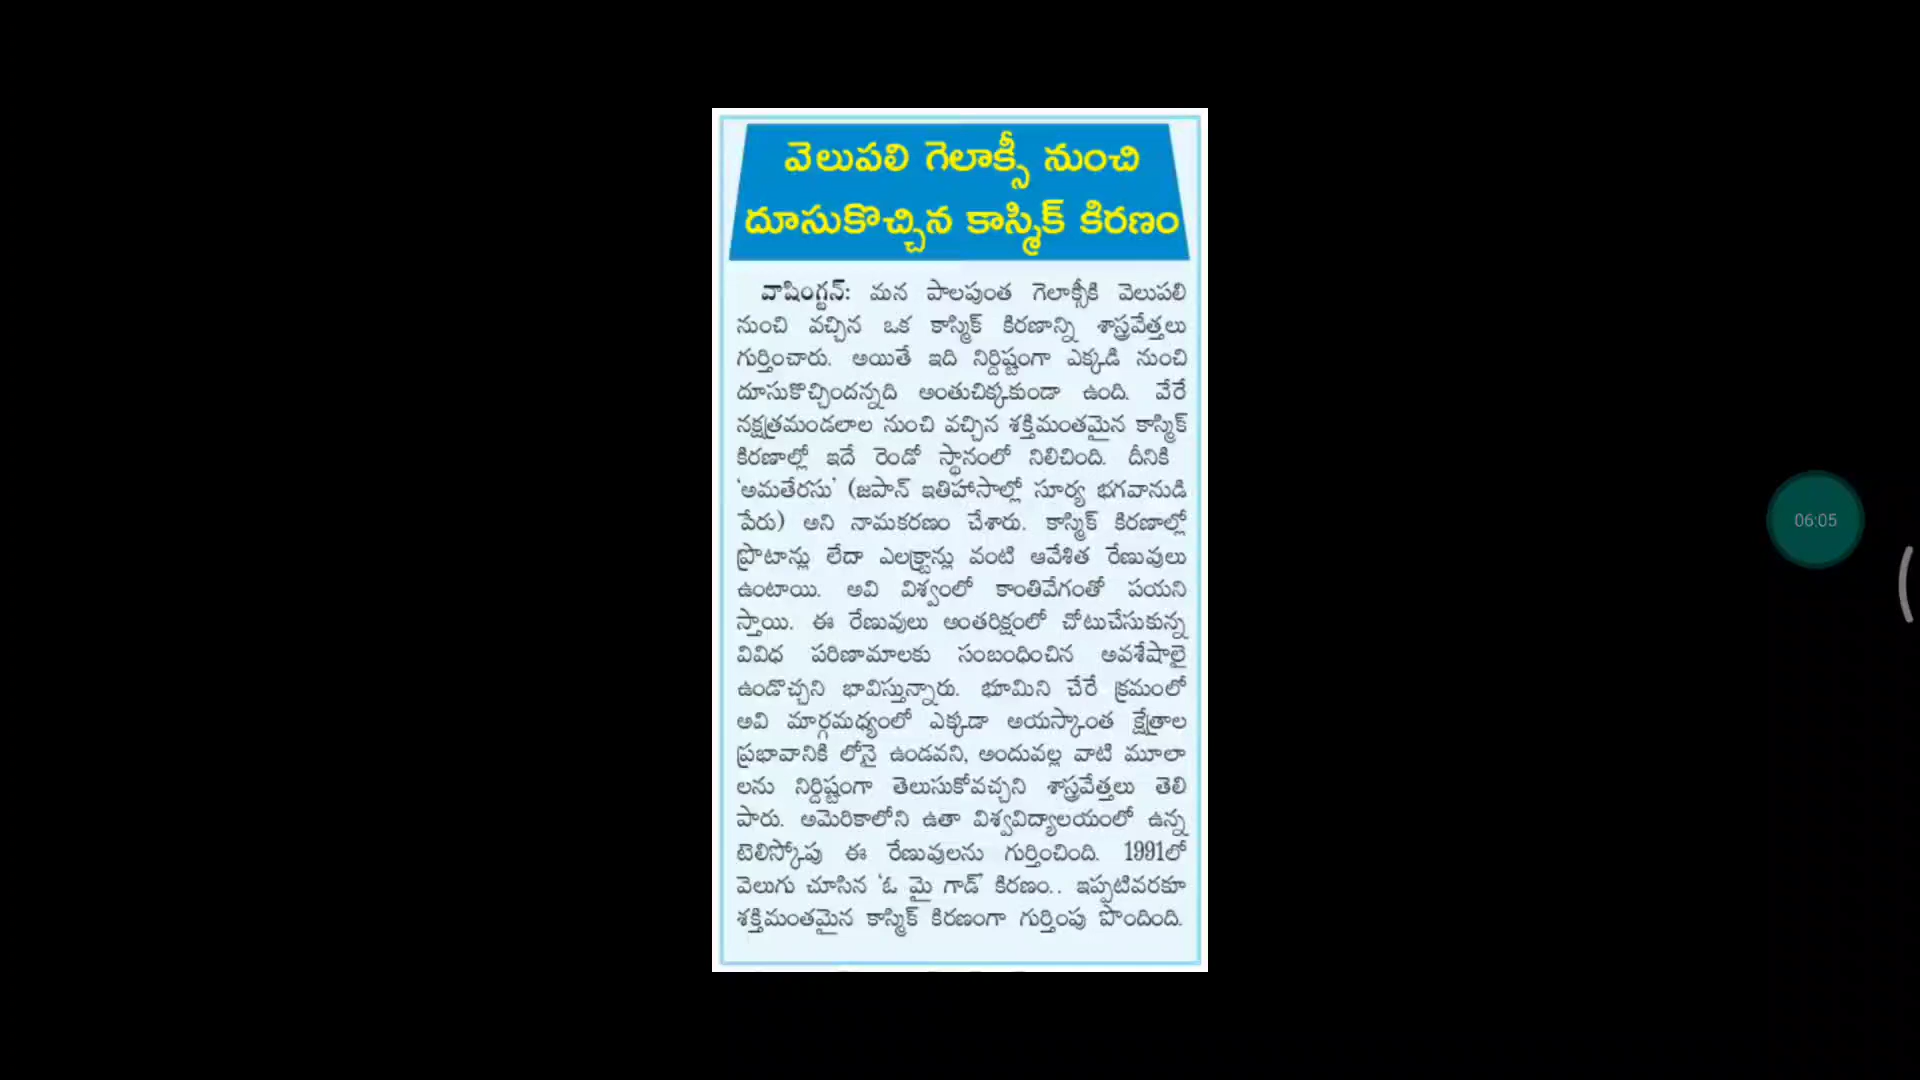 వెలుపలి గెలాక్సీ నుంచి
దూసుకొచ్చిన కాస్మిక్ కిరణం
వాషింగ్టన్: మన పాలపుంత గెలాక్సీకి వెలుపలి
నుంచి వచ్చిన ఒక కాస్మిక్ కిరణాన్ని శాస్త్రవేత్తలు
గుర్తించారు. అయితే ఇది నిర్దిష్టంగా ఎక్కడి నుంచి
దూసుకొచ్చిందన్నది అంతుచిక్కకుండా ఉంది. వేరే
నక్షత్రమండలాల నుంచి వచ్చిన శక్తిమంతమైన కాస్మిక్
కిరణాల్లో ఇదే రెండో స్థానంలో నిలిచింది. దీనికి
'అమతేరసు' (జపాన్ ఇతిహాసాల్లో సూర్య భగవానుడి
పేరు) అని నామకరణం చేశారు. కాస్మిక్ కిరణాల్లో
ప్రొటాన్లు లేదా ఎలక్ట్రాన్లు వంటి ఆవేశిత రేణువులు
ఉంటాయి. అవి విశ్వంలో కాంతివేగంతో పయని
స్తాయి. ఈ రేణువులు అంతరిక్షంలో చోటుచేసుకున్న
వివిధ పరిణామాలకు సంబంధించిన అవశేషాలై
ఉండొచ్చని భావిస్తున్నారు. భూమిని చేరే క్రమంలో
అవి మార్గమధ్యంలో ఎక్కడా అయస్కాంత క్షేత్రాల
ప్రభావానికి లోనై ఉండవని, అందువల్ల వాటి మూలా
లను నిర్దిష్టంగా తెలుసుకోవచ్చని శాస్త్రవేత్తలు తెలి
పారు. అమెరికాలోని ఉతా విశ్వవిద్యాలయంలో ఉన్న
టెలిస్కోపు ఈ రేణువులను గుర్తించింది. 1991లో
వెలుగు చూసిన 'ఓ మై గాడ్' కిరణం.. ఇప్పటివరకూ
శక్తిమంతమైన కాస్మిక్ కిరణంగా గుర్తింపు పొందింది.
06:05